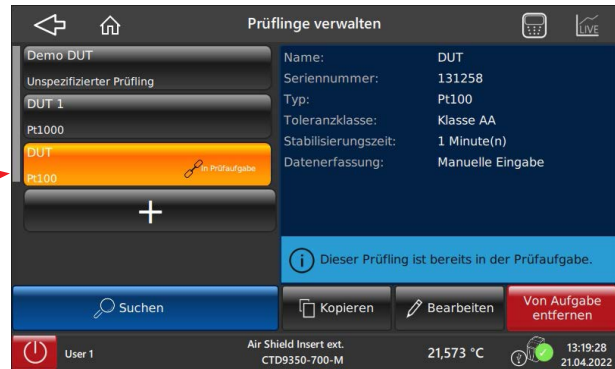 Prüflinge verwalten
LIVE
Demo DUT
Unspezifizierter Prüfling
DUT 1
Pt1000
DUT
Pt100
In Prüfaufgabe
+
Name: DUT
Seriennummer: 131258
Typ: Pt100
Toleranzklasse: Klasse AA
Stabilisierungszeit: 1 Minute(n)
Datenerfassung: Manuelle Eingabe
Dieser Prüfling ist bereits in der Prüfaufgabe.
Suchen
Kopieren
Bearbeiten
Von Aufgabe
entfernen
User 1
Air Shield Insert ext.
CTD9350-700-M
21,573 °C
13:19:28
21.04.2022